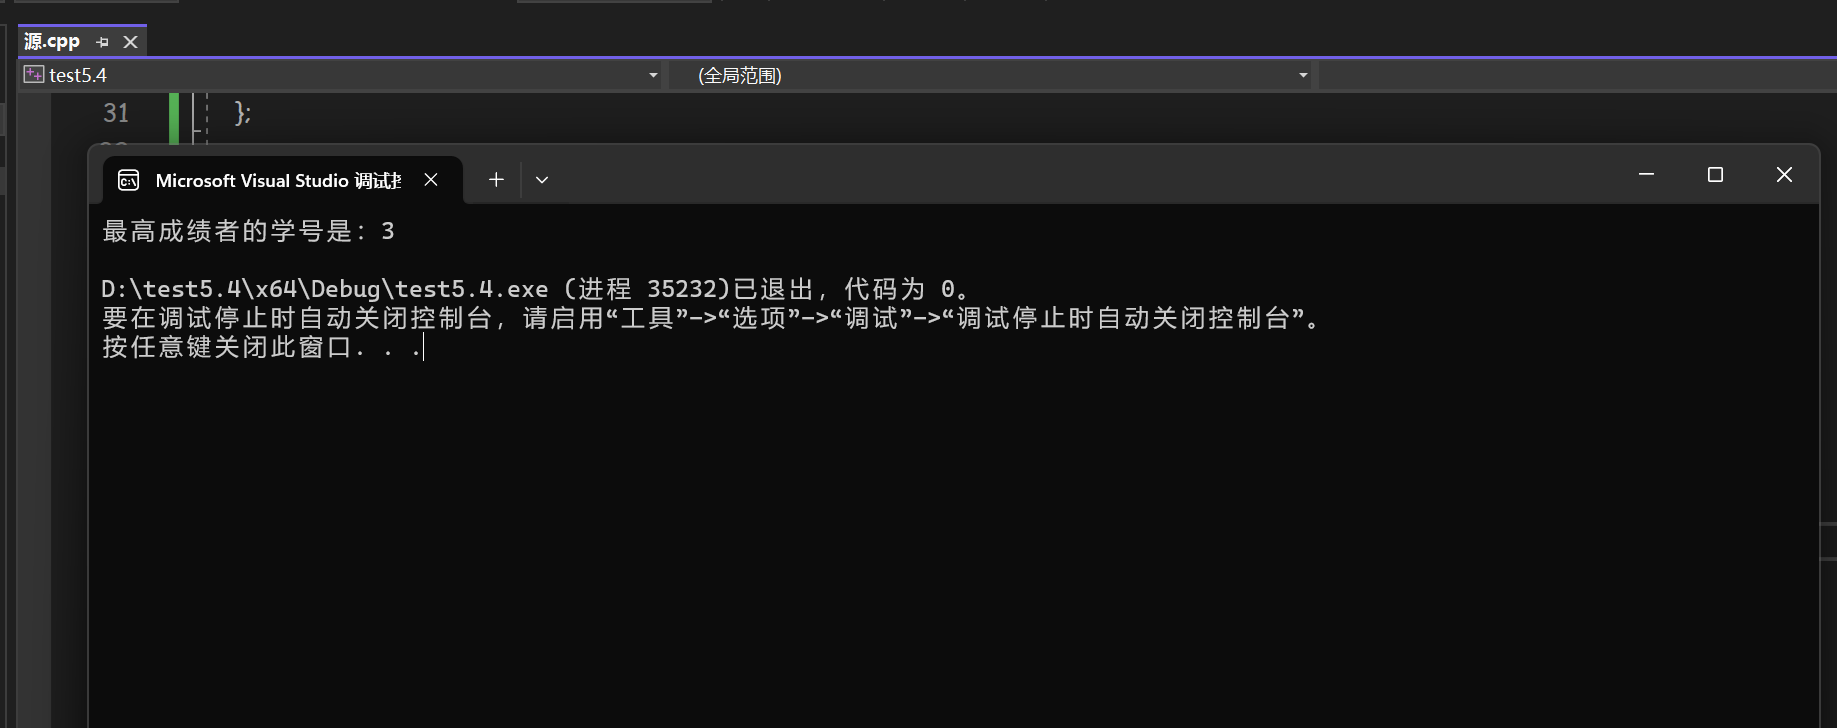 源.cpp
test5.4
(全局范围)
31 };
Microsoft Visual Studio 调试
最高成绩者的学号是：3
D:\test5.4\x64\Debug\test5.4.exe (进程 35232)已退出，代码为 0。
要在调试停止时自动关闭控制台，请启用“工具”->“选项”->“调试”->“调试停止时自动关闭控制台”。
按任意键关闭此窗口. . .